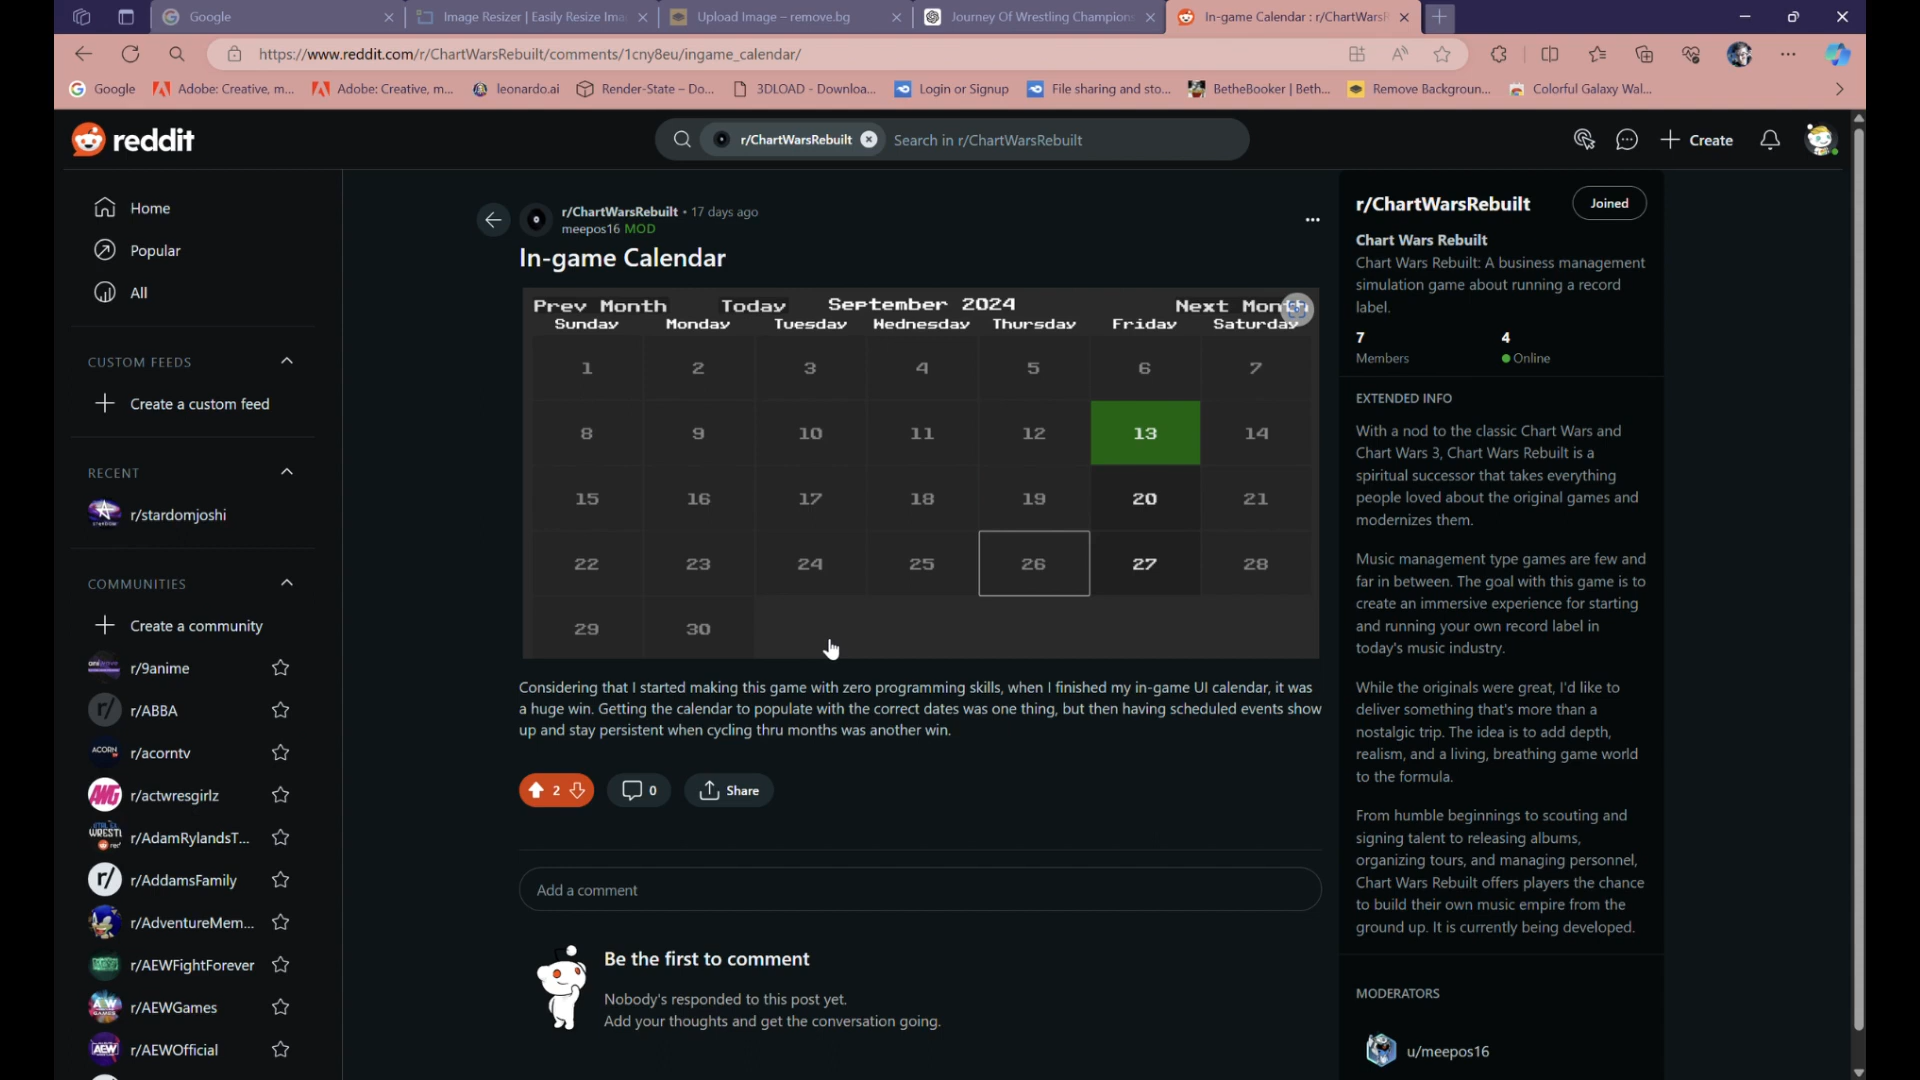 Google
Image Resizer | Easily Resize Ima
Upload Image – remove.bg
Journey Of Wrestling Champion
In-game Calendar : r/ChartWarsR
https://www.reddit.com/r/ChartWarsRebuilt/comments/1cny8eu/ingame_calendar/
Google
Adobe: Creative, m...
Adobe: Creative, m...
leonardo.ai
Render-State – Do...
3DLOAD - Downloa...
Login or Signup
File sharing and sto...
BetheBooker | Beth...
Remove Backgroun...
Colorful Galaxy Wal...
reddit
r/ChartWarsRebuilt
Search in r/ChartWarsRebuilt
Create
Home
Popular
All
CUSTOM FEEDS
Create a custom feed
RECENT
r/stardomjoshi
COMMUNITIES
Create a community
r/9anime
r/ r/ABBA
ACORN r/acorntv
r/actwresgirlz
r/AdamRylandsT...
r/ r/AddamsFamily
r/AdventureMem...
r/AEWFightForever
r/AEWGames
AEW r/AEWOfficial
r/ChartWarsRebuilt • 17 days ago
meepos16 MOD
In-game Calendar
Prev Month Today September 2024 Next Month
Sunday Monday Tuesday Wednesday Thursday Friday Saturday
1 2 3 4 5 6 7
8 9 10 11 12 13 14
15 16 17 18 19 20 21
22 23 24 25 26 27 28
29 30
Considering that I started making this game with zero programming skills, when I finished my in-game UI calendar, it was
a huge win. Getting the calendar to populate with the correct dates was one thing, but then having scheduled events show
up and stay persistent when cycling thru months was another win.
2
0
Share
Add a comment
Be the first to comment
Nobody's responded to this post yet.
Add your thoughts and get the conversation going.
r/ChartWarsRebuilt
Joined
Chart Wars Rebuilt
Chart Wars Rebuilt: A business management
simulation game about running a record
label.
7 4
Members Online
EXTENDED INFO
With a nod to the classic Chart Wars and
Chart Wars 3, Chart Wars Rebuilt is a
spiritual successor that takes everything
people loved about the original games and
modernizes them.
Music management type games are few and
far in between. The goal with this game is to
create an immersive experience for starting
and running your own record label in
today's music industry.
While the originals were great, I'd like to
deliver something that's more than a
nostalgic trip. The idea is to add depth,
realism, and a living, breathing game world
to the formula.
From humble beginnings to scouting and
signing talent to releasing albums,
organizing tours, and managing personnel,
Chart Wars Rebuilt offers players the chance
to build their own music empire from the
ground up. It is currently being developed.
MODERATORS
u/meepos16